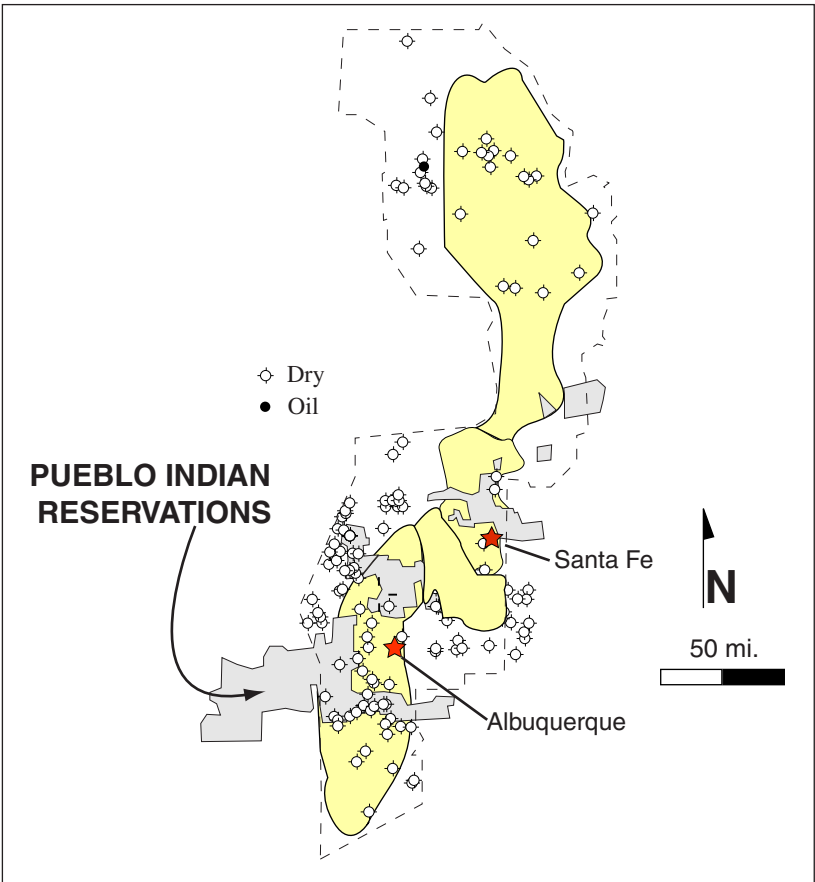 Dry
Oil
PUEBLO INDIAN
RESERVATIONS
Santa Fe
N
50 mi.
Albuquerque